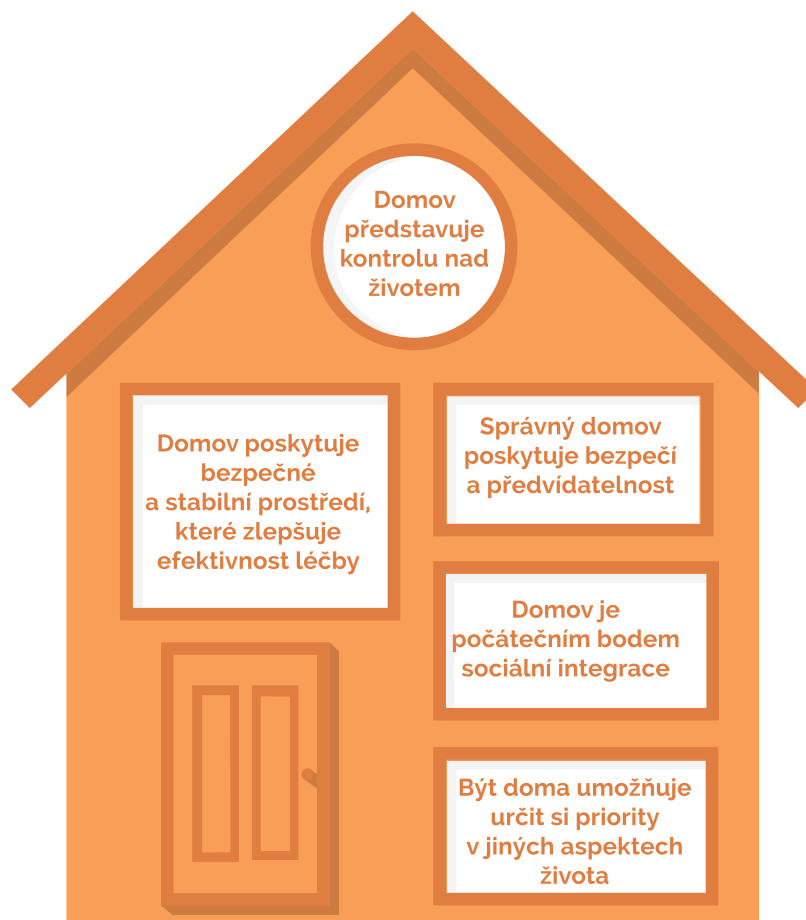 Domov
představuje
kontrolu nad
životem
Domov poskytuje
bezpečné
a stabilní prostředí,
které zlepšuje
efektivnost léčby
Správný domov
poskytuje bezpečí
a předvídatelnost
Domov je
počátečním bodem
sociální integrace
Být doma umožňuje
určit si priority
v jiných aspektech
života